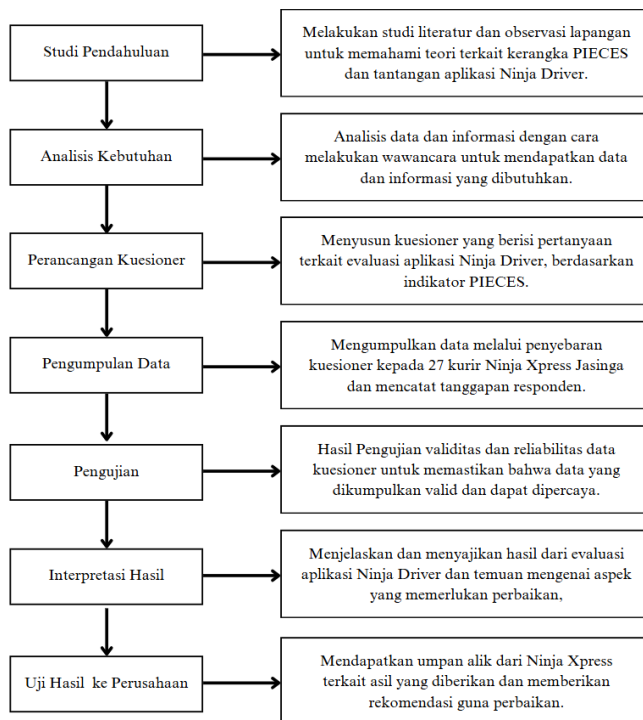 Studi Pendahuluan
Melakukan studi literatur dan observasi lapangan
untuk memahami teori terkait kerangka PIECES
dan tantangan aplikasi Ninja Driver.
Analisis Kebutuhan
Analisis data dan informasi dengan cara
melakukan wawancara untuk mendapatkan data
dan informasi yang dibutuhkan.
Perancangan Kuesioner
Menyusun kuesioner yang berisi pertanyaan
terkait evaluasi aplikasi Ninja Driver, berdasarkan
indikator PIECES.
Pengumpulan Data
Mengumpulkan data melalui penyebaran
kuesioner kepada 27 kurir Ninja Xpress Jasinga
dan mencatat tanggapan responden.
Pengujian
Hasil Pengujian validitas dan reliabilitas data
kuesioner untuk memastikan bahwa data yang
dikumpulkan valid dan dapat dipercaya.
Interpretasi Hasil
Menjelaskan dan menyajikan hasil dari evaluasi
aplikasi Ninja Driver dan temuan mengenai aspek
yang memerlukan perbaikan,
Uji Hasil ke Perusahaan
Mendapatkan umpan alik dari Ninja Xpress
terkait asil yang diberikan dan memberikan
rekomendasi guna perbaikan.